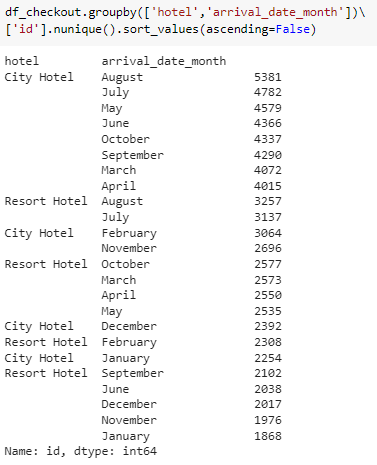 df_checkout.groupby(['hotel','arrival_date_month'])\
['id'].nunique().sort_values(ascending=False)
hotel arrival_date_month
City Hotel August 5381
July 4782
May 4579
June 4366
October 4337
September 4290
March 4072
April 4015
Resort Hotel August 3257
July 3137
City Hotel February 3064
November 2696
Resort Hotel October 2577
March 2573
April 2550
May 2535
City Hotel December 2392
Resort Hotel February 2308
City Hotel January 2254
Resort Hotel September 2102
June 2038
December 2017
November 1976
January 1868
Name: id, dtype: int64